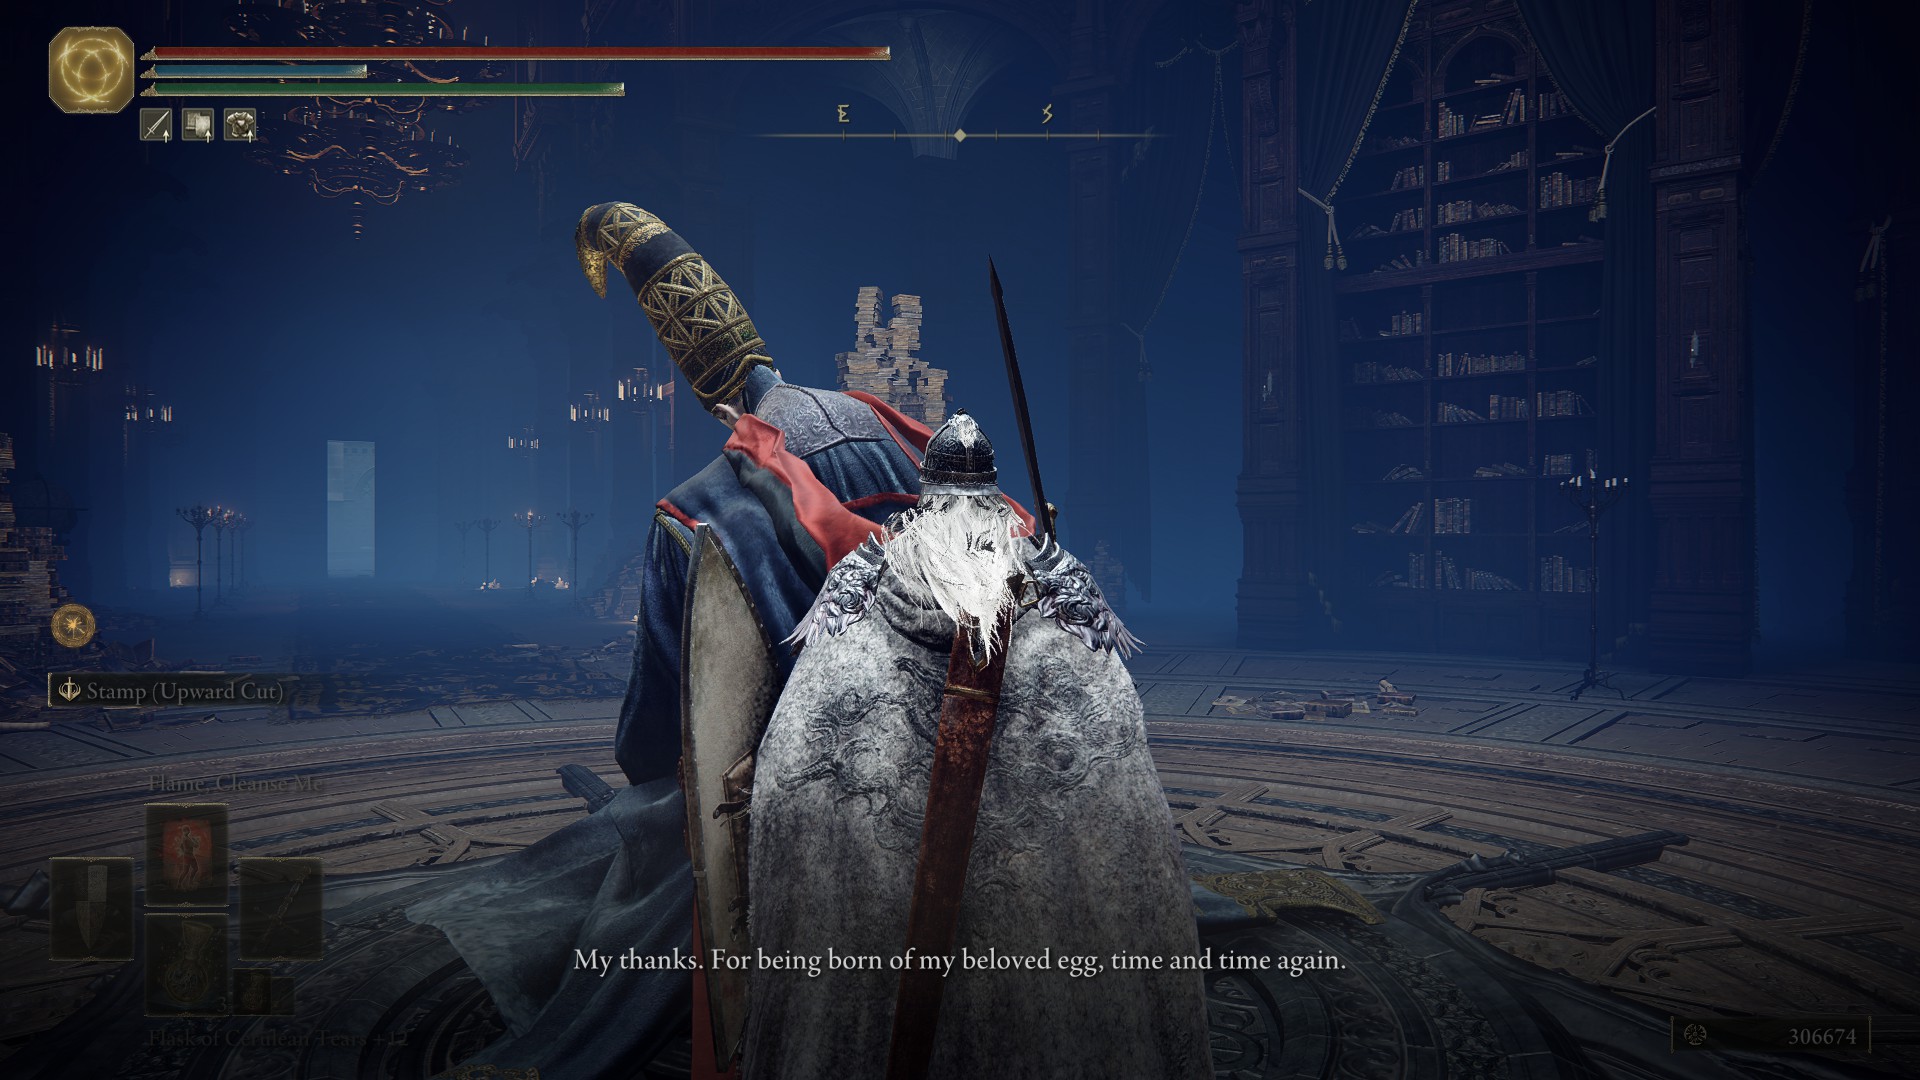 E S
Stamp (Upward Cut)
Flame, Cleanse Me
3
Flask of Cerulean Tears +12
My thanks. For being born of my beloved egg, time and time again.
306674